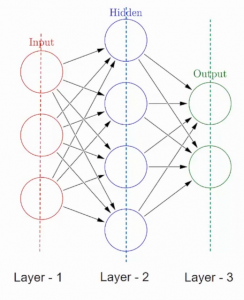 Hidden
Input
Output
Layer - 1
Layer - 2
Layer - 3